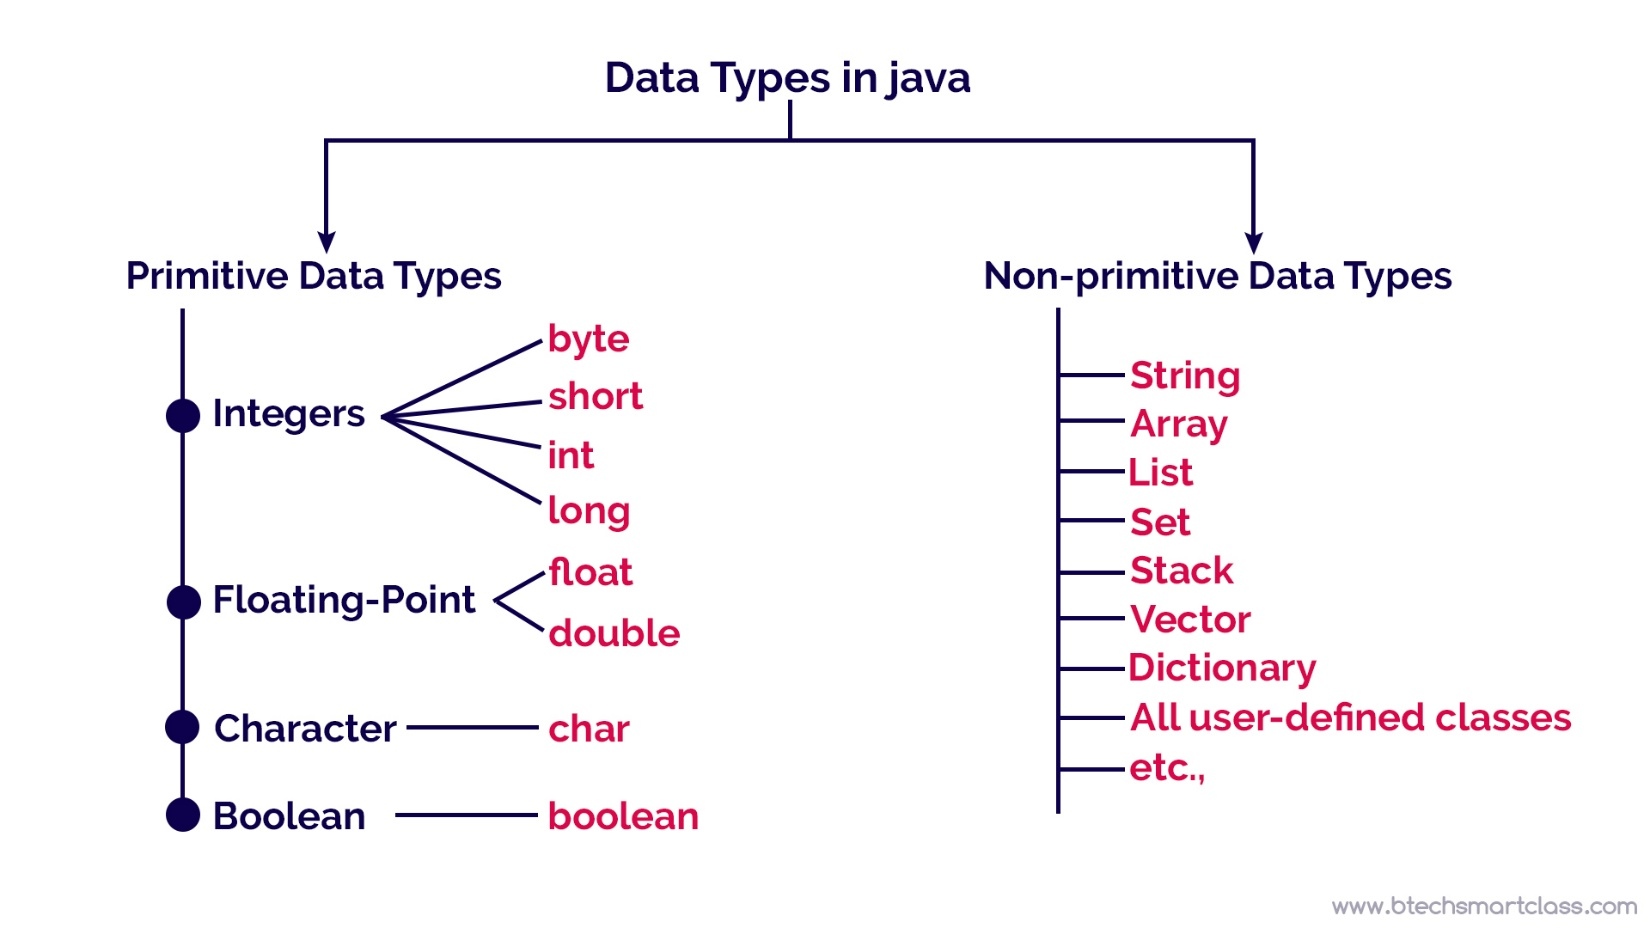 Data Types in java
Primitive Data Types
Integers
byte
short
int
long
Floating-Point
float
double
Character
char
Boolean
boolean
Non-primitive Data Types
String
Array
List
Set
Stack
Vector
Dictionary
All user-defined classes
etc.,
www.btechsmartclass.com